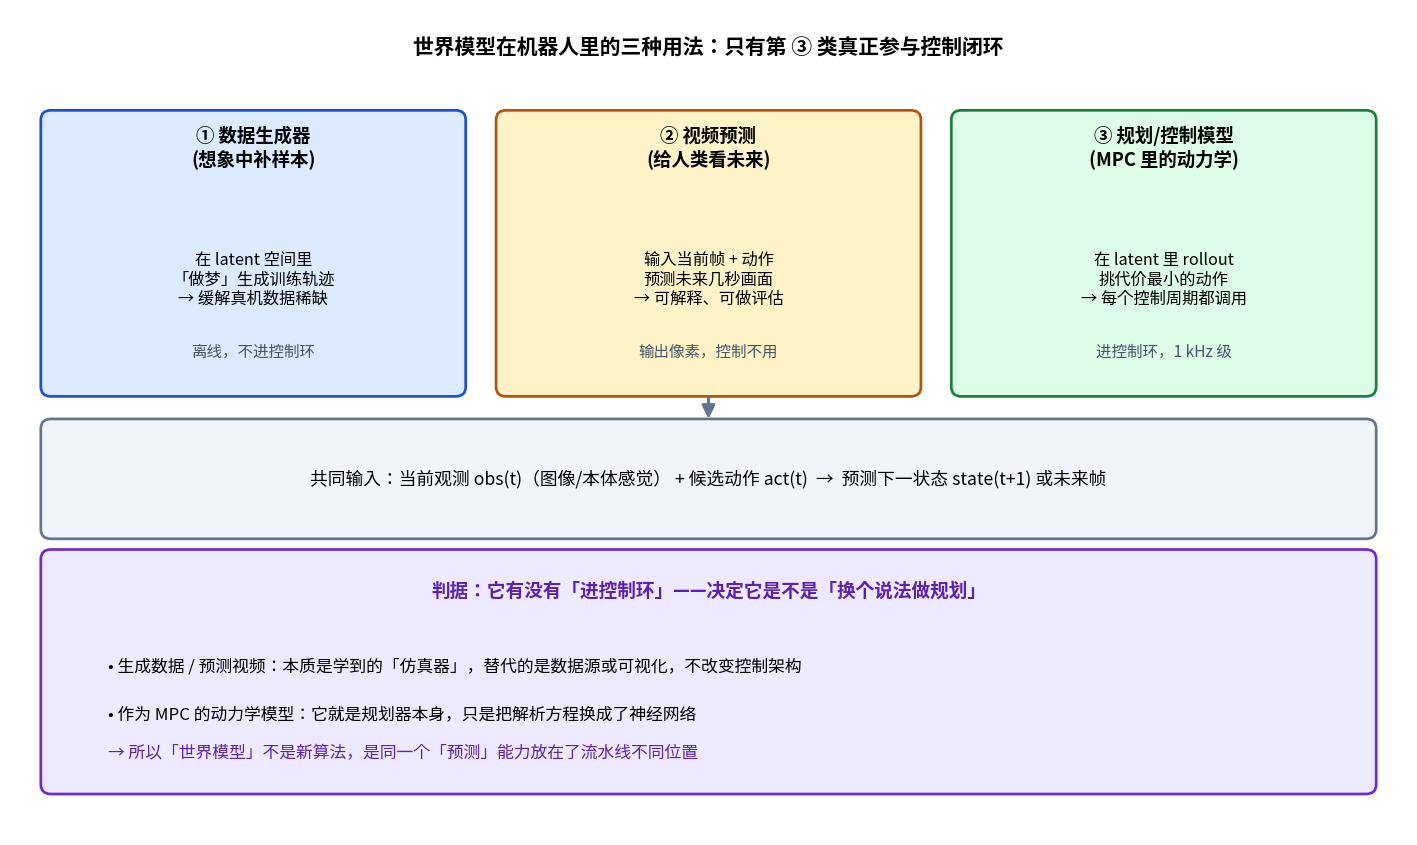 世界模型在机器人里的三种用法：只有第 ③ 类真正参与控制闭环
① 数据生成器
(想象中补样本)
在 latent 空间里
「做梦」生成训练轨迹
→ 缓解真机数据稀缺
离线，不进控制环
② 视频预测
(给人类看未来)
输入当前帧 + 动作
预测未来几秒画面
→ 可解释、可做评估
输出像素，控制不用
③ 规划/控制模型
(MPC 里的动力学)
在 latent 里 rollout
挑代价最小的动作
→ 每个控制周期都调用
进控制环，1 kHz 级
共同输入：当前观测 obs(t)（图像/本体感觉） + 候选动作 act(t) → 预测下一状态 state(t+1) 或未来帧
判据：它有没有「进控制环」——决定它是不是「换个说法做规划」
• 生成数据 / 预测视频：本质是学到的「仿真器」，替代的是数据源或可视化，不改变控制架构
• 作为 MPC 的动力学模型：它就是规划器本身，只是把解析方程换成了神经网络
→ 所以「世界模型」不是新算法，是同一个「预测」能力放在了流水线不同位置